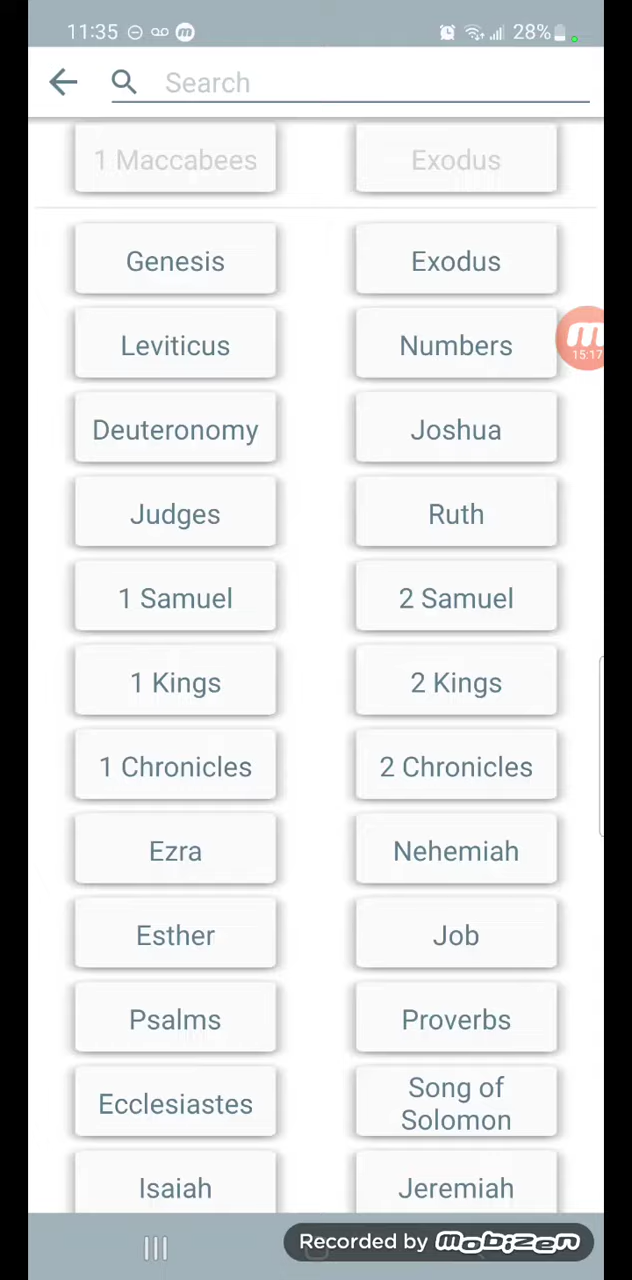 11:35
28%
Search
1 Maccabees Exodus
Genesis Exodus
Leviticus Numbers
15:17
Deuteronomy Joshua
Judges Ruth
1 Samuel 2 Samuel
1 Kings 2 Kings
1 Chronicles 2 Chronicles
Ezra Nehemiah
Esther Job
Psalms Proverbs
Ecclesiastes Song of
Solomon
Isaiah Jeremiah
Recorded by mobizen